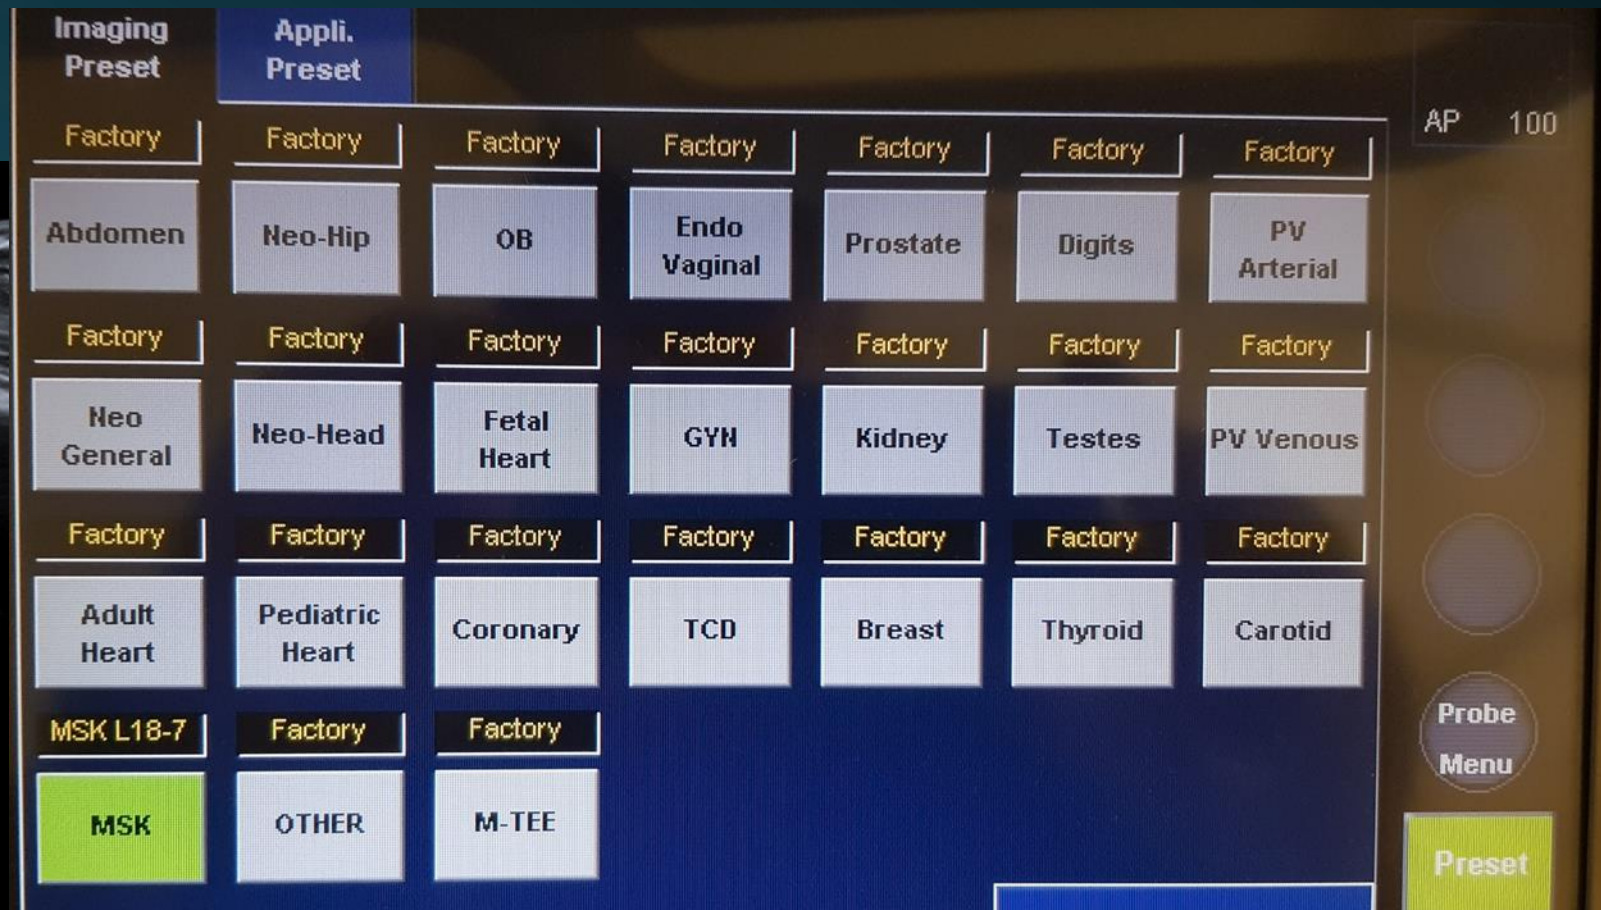 Imaging
Preset
Appli.
Preset
AP 100
Factory Factory Factory Factory Factory Factory Factory
Abdomen
Neo-Hip
OB
Endo
Vaginal
Prostate
Digits
PV
Arterial
Factory Factory Factory Factory Factory Factory Factory
Neo
General
Neo-Head
Fetal
Heart
GYN
Kidney
Testes
PV Venous
Factory Factory Factory Factory Factory Factory Factory
Adult
Heart
Pediatric
Heart
Coronary
TCD
Breast
Thyroid
Carotid
MSK L18-7 Factory Factory
MSK
OTHER
M-TEE
Probe
Menu
Preset